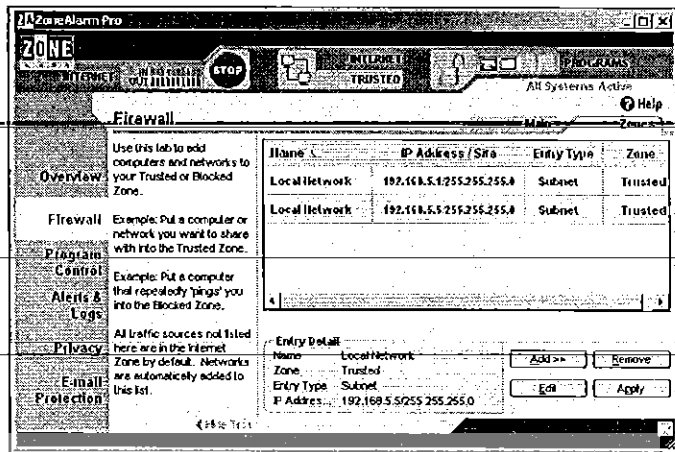 ZoneAlarm Pro
ZONE
INTERNET
IN
OUT
STOP
INTERNET
TRUSTED
PROGRAMS
All Systems Active
Help
Firewall
Main
Zones
Overview
Firewall
Program
Control
Alerts &
Logs
Privacy
E-mail
Protection
Use this tab to add
computers and networks to
your Trusted or Blocked
Zone.
Example: Put a computer or
network you want to share
with into the Trusted Zone.
Example: Put a computer
that repeatedly 'pings' you
into the Blocked Zone.
All traffic sources not listed
here are in the Internet
Zone by default. Networks
are automatically added to
this list.
Hide Text
Name IP Address / Site Entry Type Zone
Local Network 192.168.5.1/255.255.255.0 Subnet Trusted
Local Network 192.168.5.5/255.255.255.0 Subnet Trusted
Entry Detail
Name Local Network
Zone Trusted
Entry Type Subnet
IP Addres... 192.168.5.5/255.255.255.0
Add >> Remove
Edit Apply